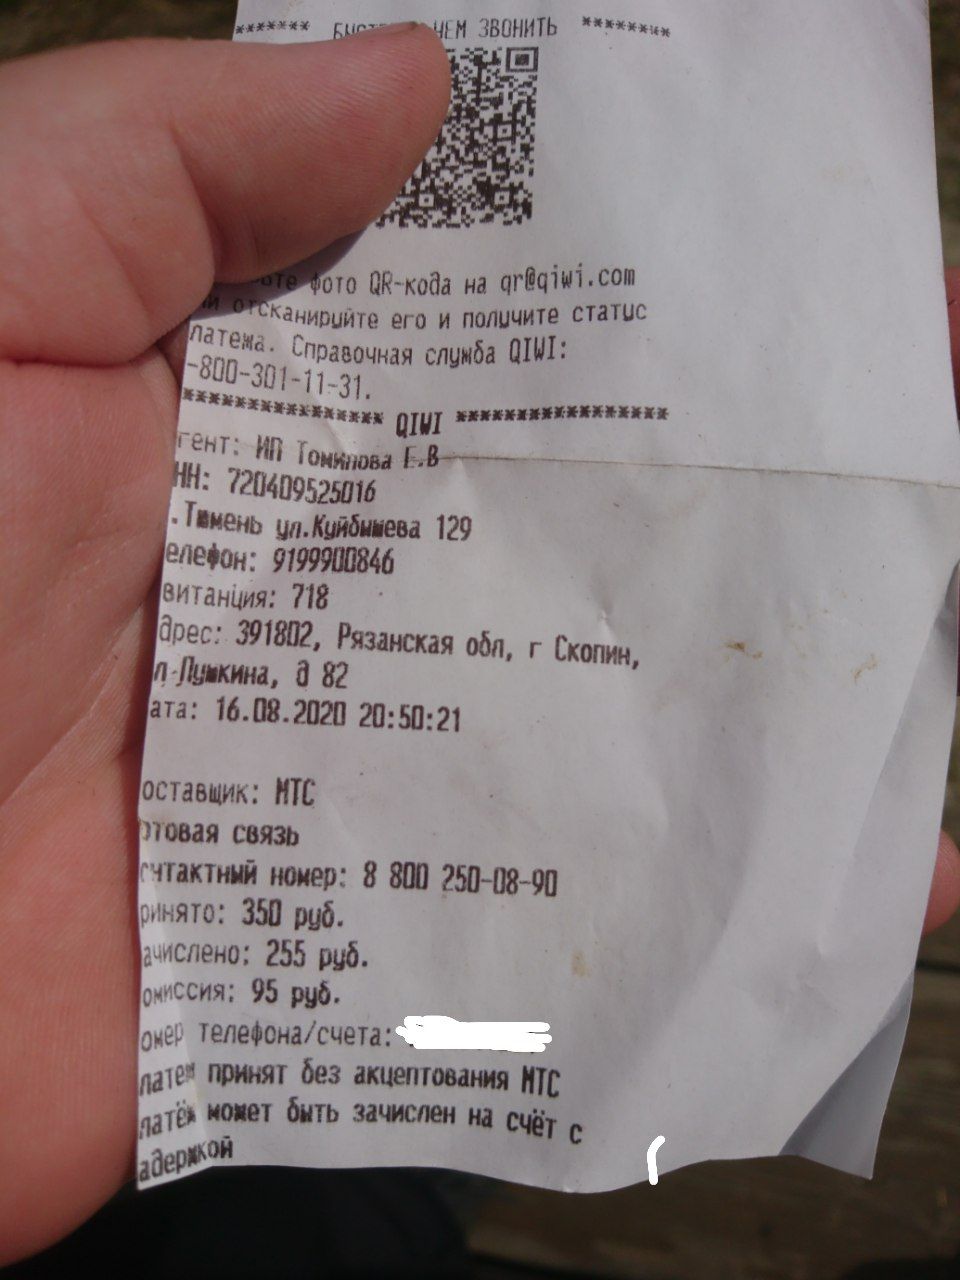 ******* БЫСТР ЧЕМ ЗВОНИТЬ ********
фото QR-кода на qr@qiwi.com
отсканируйте его и получите статус
латежа. Справочная служба QIWI:
-800-301-11-31.
***************** QIWI ******************
гент: ИП Томилова Е.В
НН: 720409525016
.Тюмень ул.Куйбышева 129
елефон: 9199900846
витанция: 718
дрес: 391802, Рязанская обл, г Скопин,
л Пушкина, д 82
ата: 16.08.2020 20:50:21
оставщик: МТС
отовая связь
онтактный номер: 8 800 250-08-90
ринято: 350 руб.
ачислено: 255 руб.
омиссия: 95 руб.
омер телефона/счета:
латеж принят без акцептования МТС
латёж может быть зачислен на счёт с
адержкой